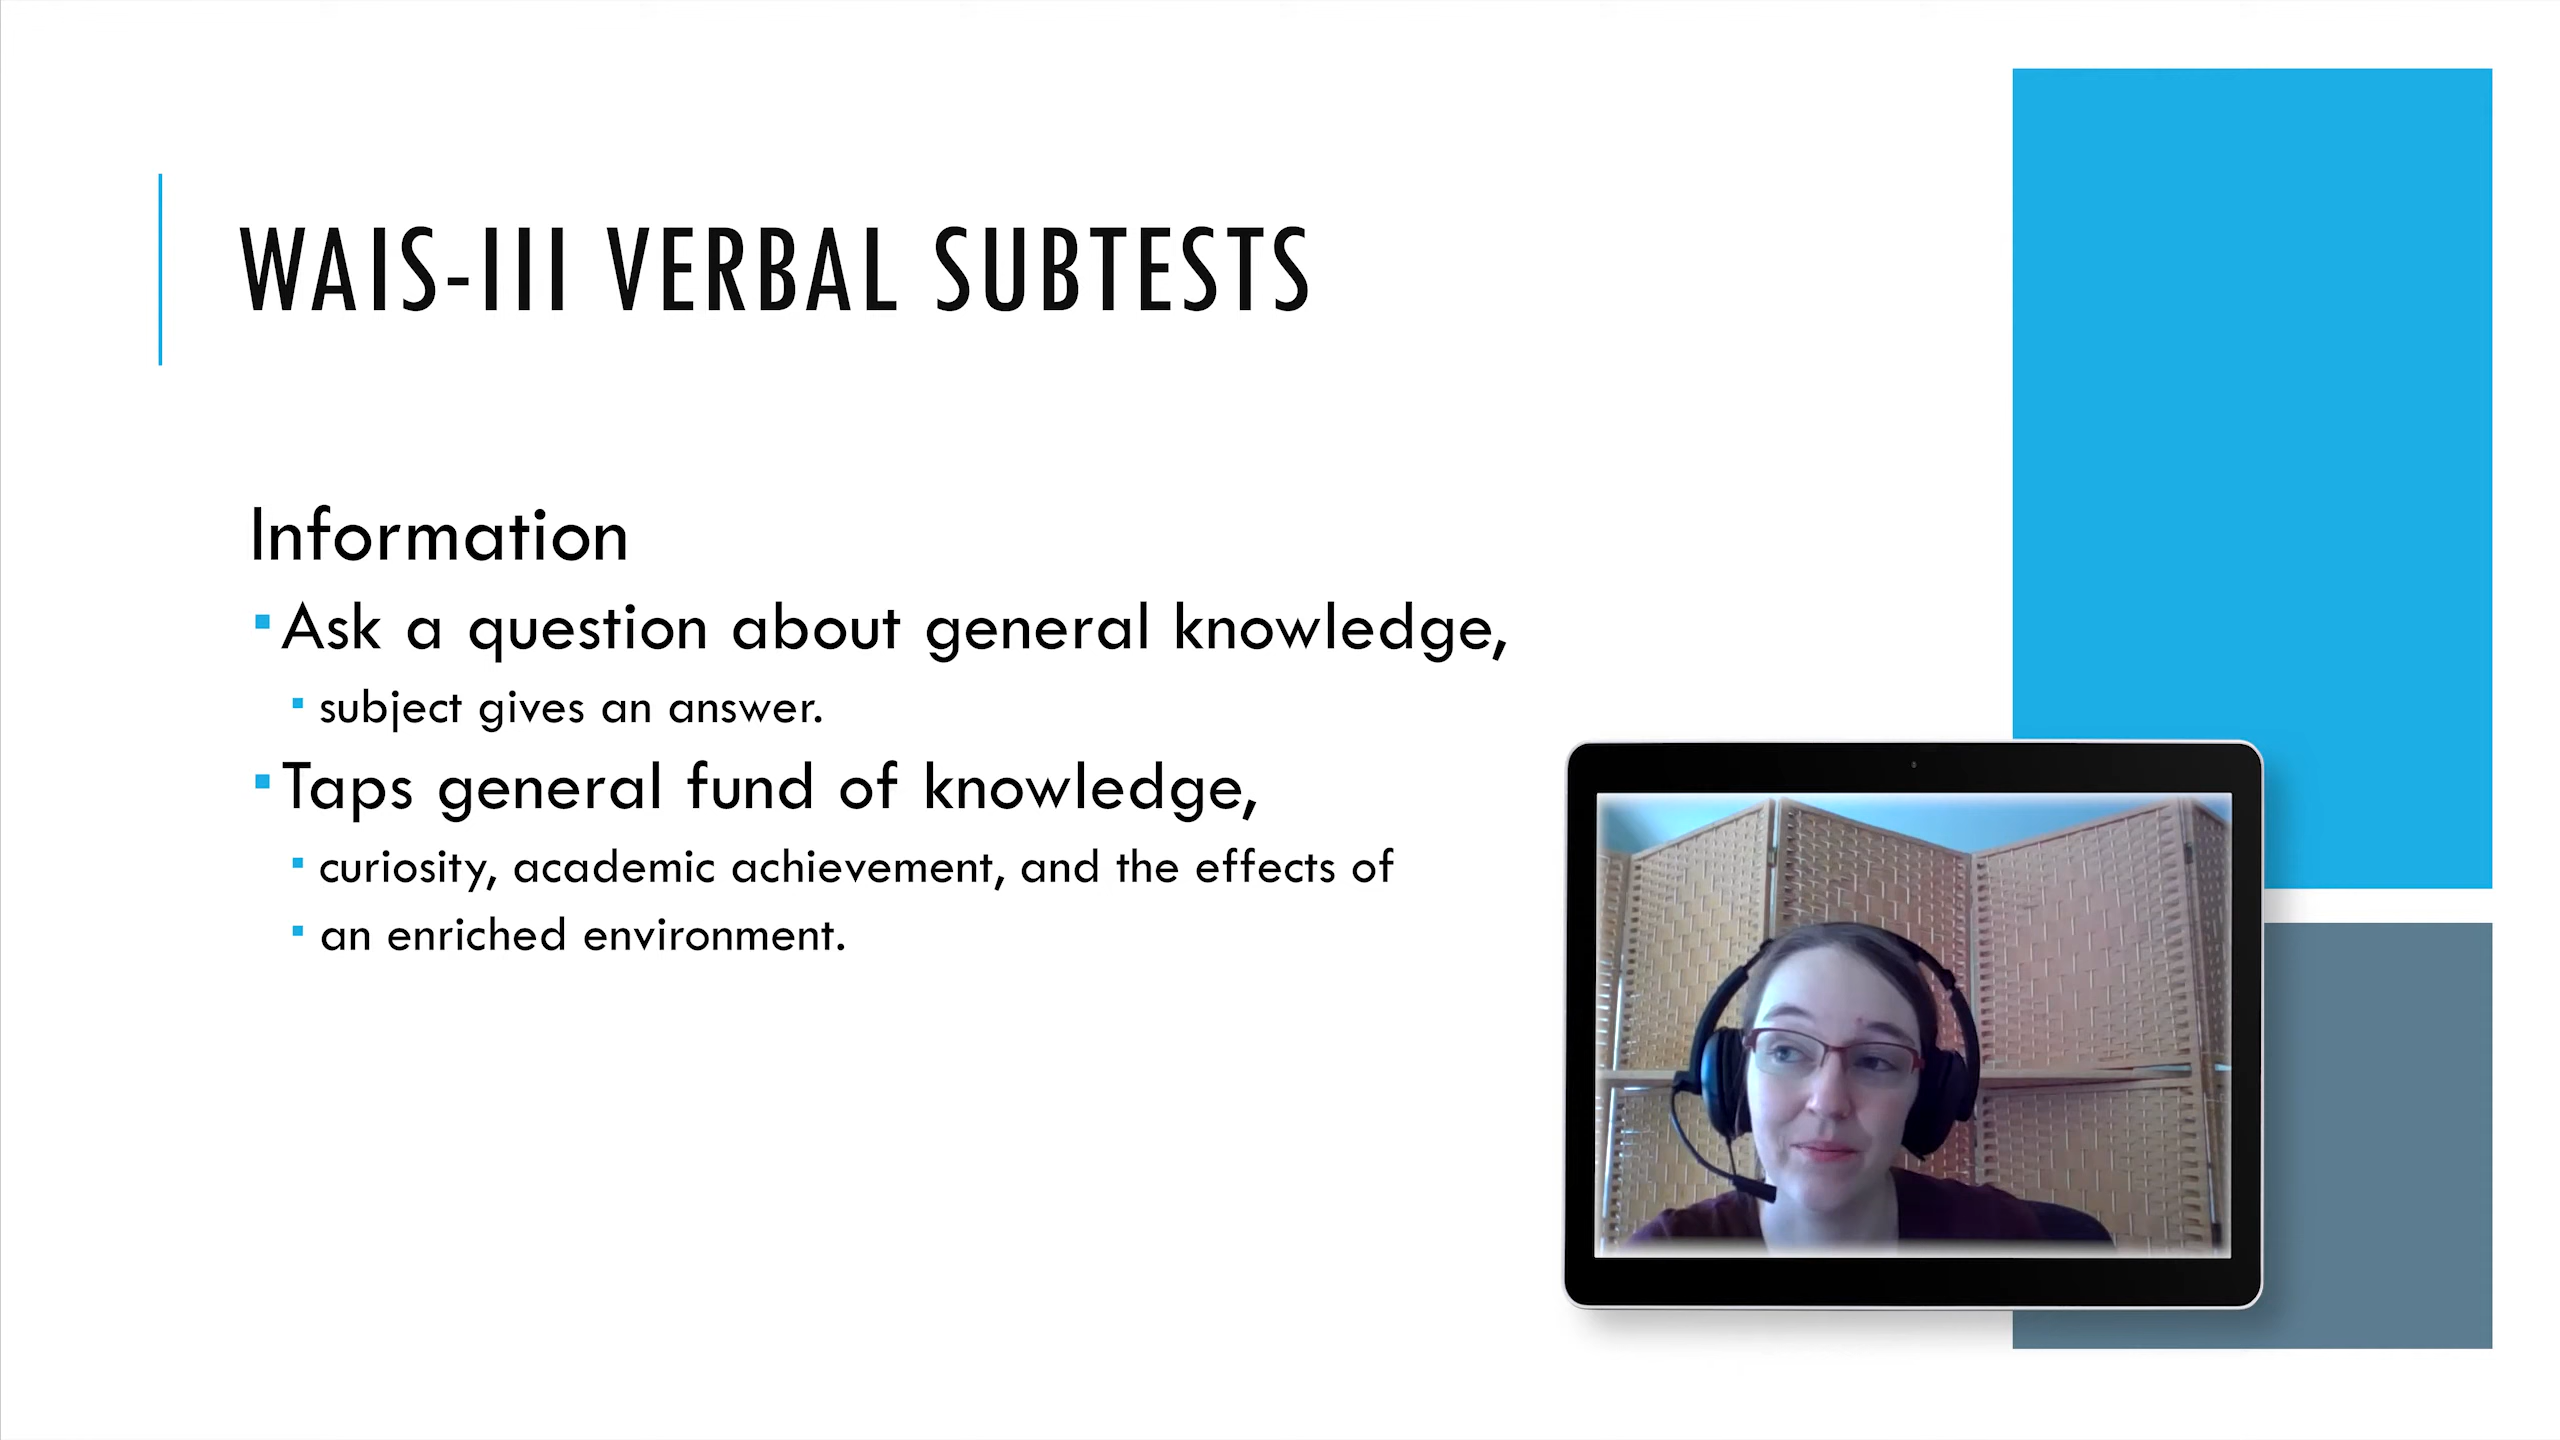 WAIS-III VERBAL SUBTESTS
Information
Ask a question about general knowledge,
subject gives an answer.
Taps general fund of knowledge,
curiosity, academic achievement, and the effects of
an enriched environment.